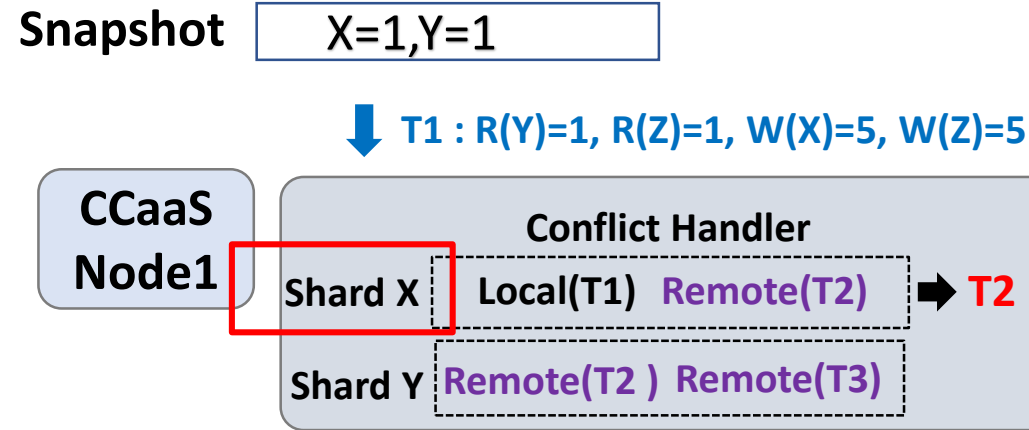 Snapshot X=1,Y=1
T1 : R(Y)=1, R(Z)=1, W(X)=5, W(Z)=5
CCaaS
Node1
Conflict Handler
Shard X Local(T1) Remote(T2) T2
Shard Y Remote(T2 ) Remote(T3)